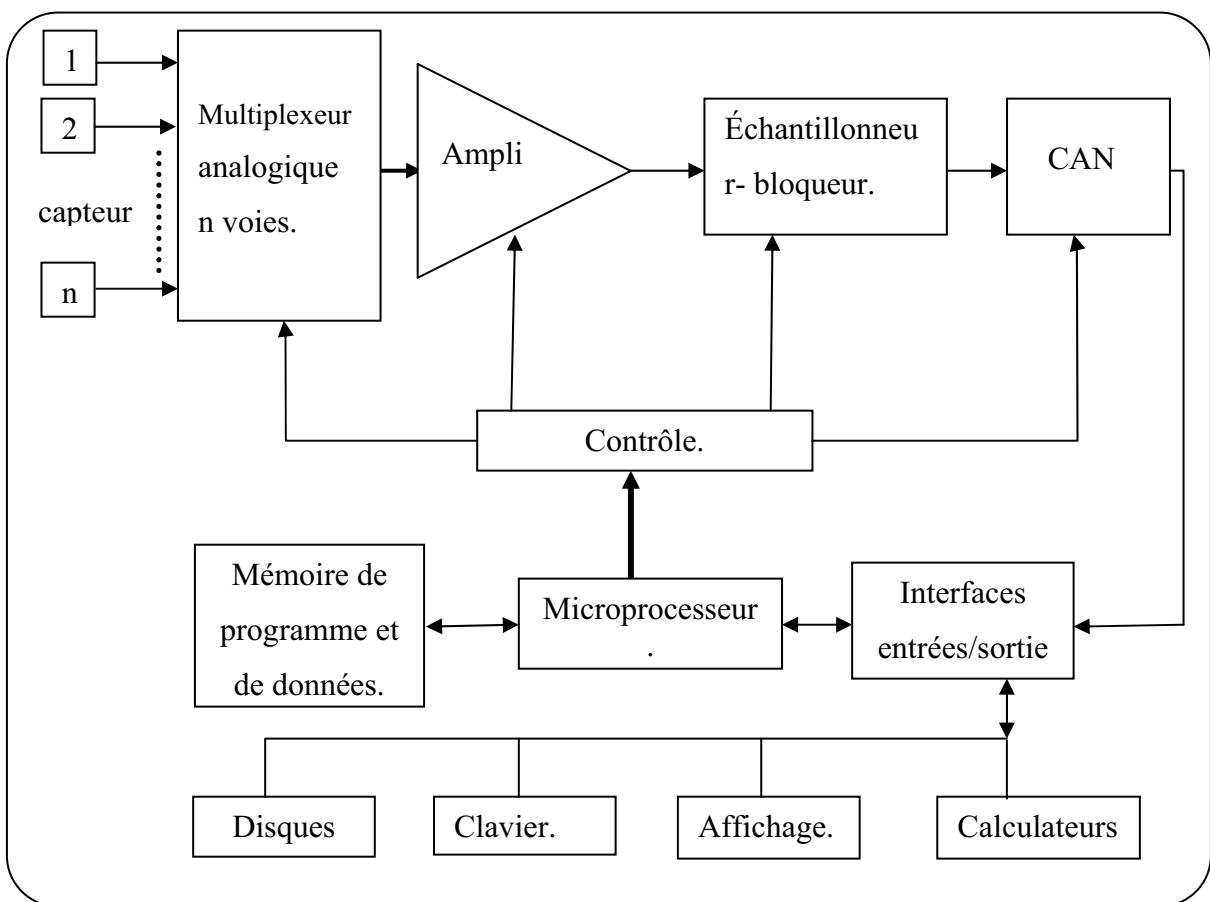 1
2
capteur
n
Multiplexeur
analogique
n voies.
Ampli
Échantillonneu
r- bloqueur.
CAN
Contrôle.
Mémoire de
programme et
de données.
Microprocesseur
.
Interfaces
entrées/sortie
Disques
Clavier.
Affichage.
Calculateurs